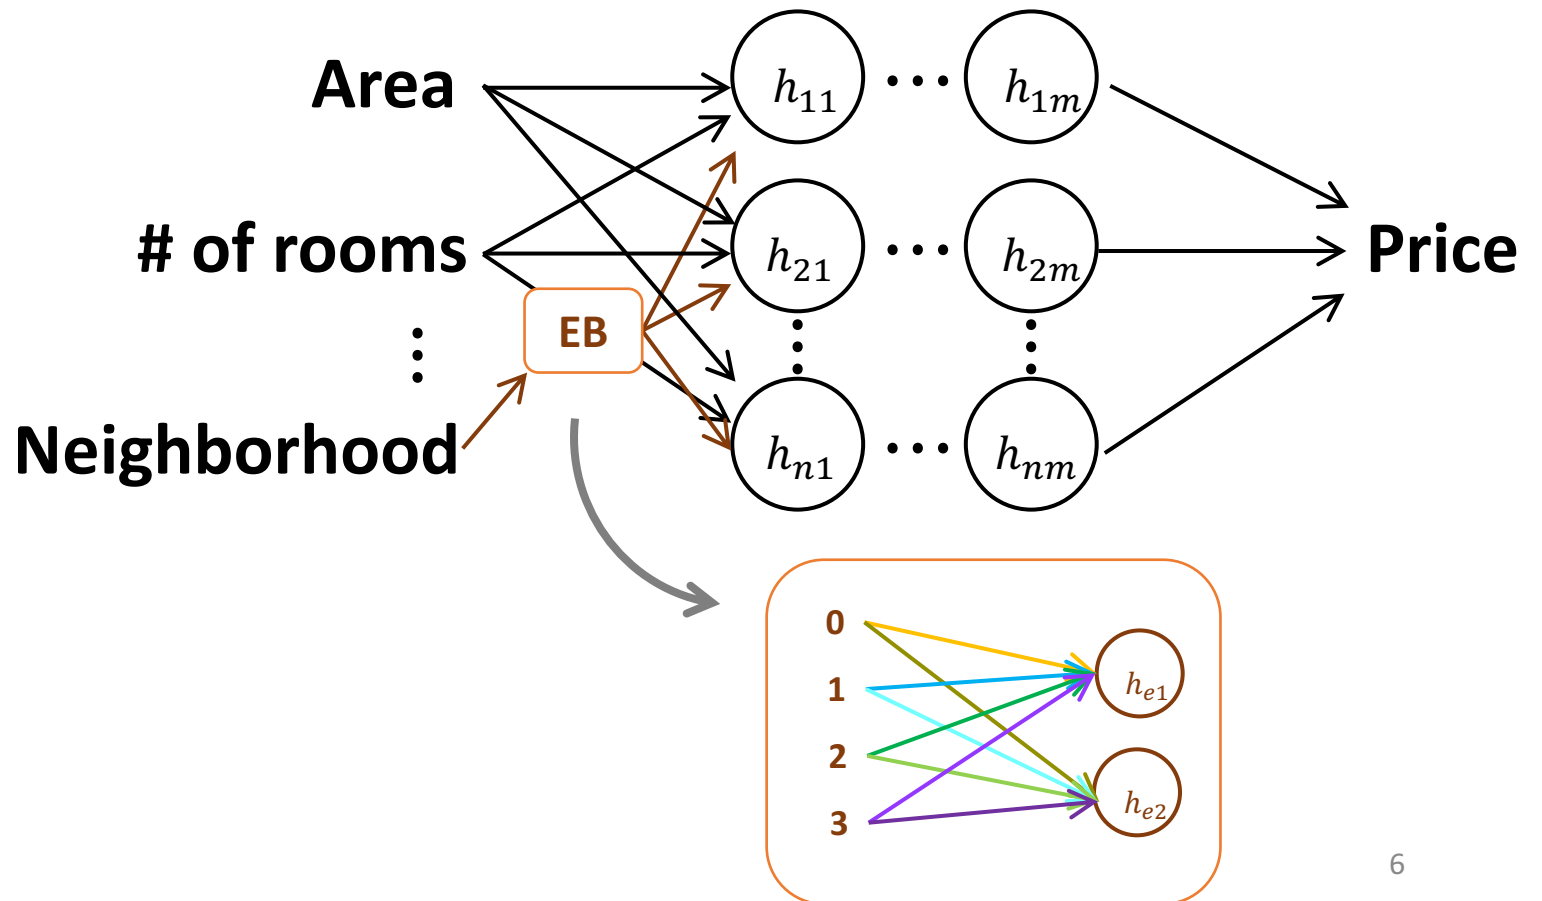 Area
# of rooms
⋮
Neighborhood
EB
h₁₁ ⋯ h₁ₘ
h₂₁ ⋯ h₂ₘ
⋮ ⋮
hₙ₁ ⋯ hₙₘ
Price
0
1
2
3
hₑ₁
hₑ₂
6